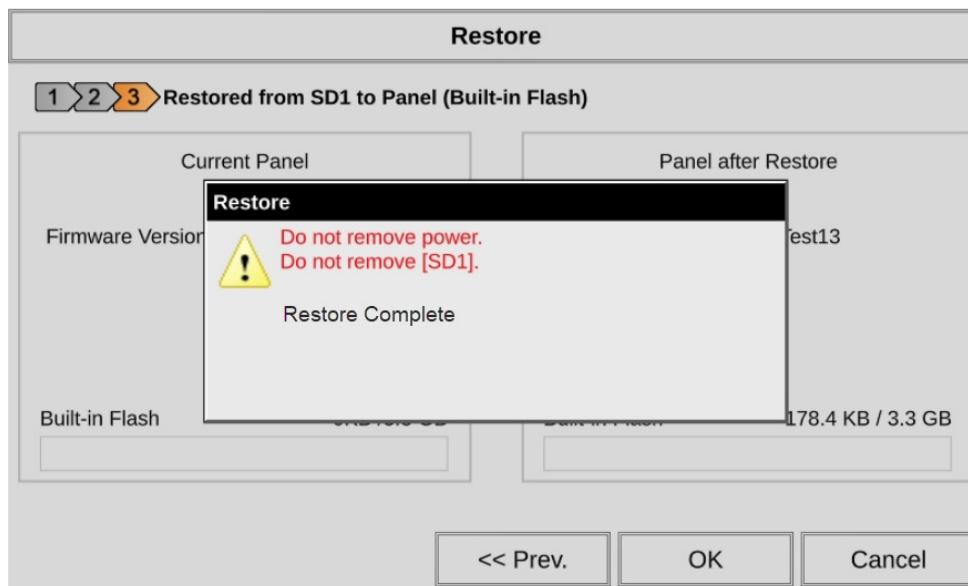 Restore
1 2 3 Restored from SD1 to Panel (Built-in Flash)
Current Panel
Panel after Restore
Restore
Firmware Version
Do not remove power.
Do not remove [SD1].
Restore Complete
Built-in Flash
178.4 KB / 3.3 GB
<< Prev.
OK
Cancel